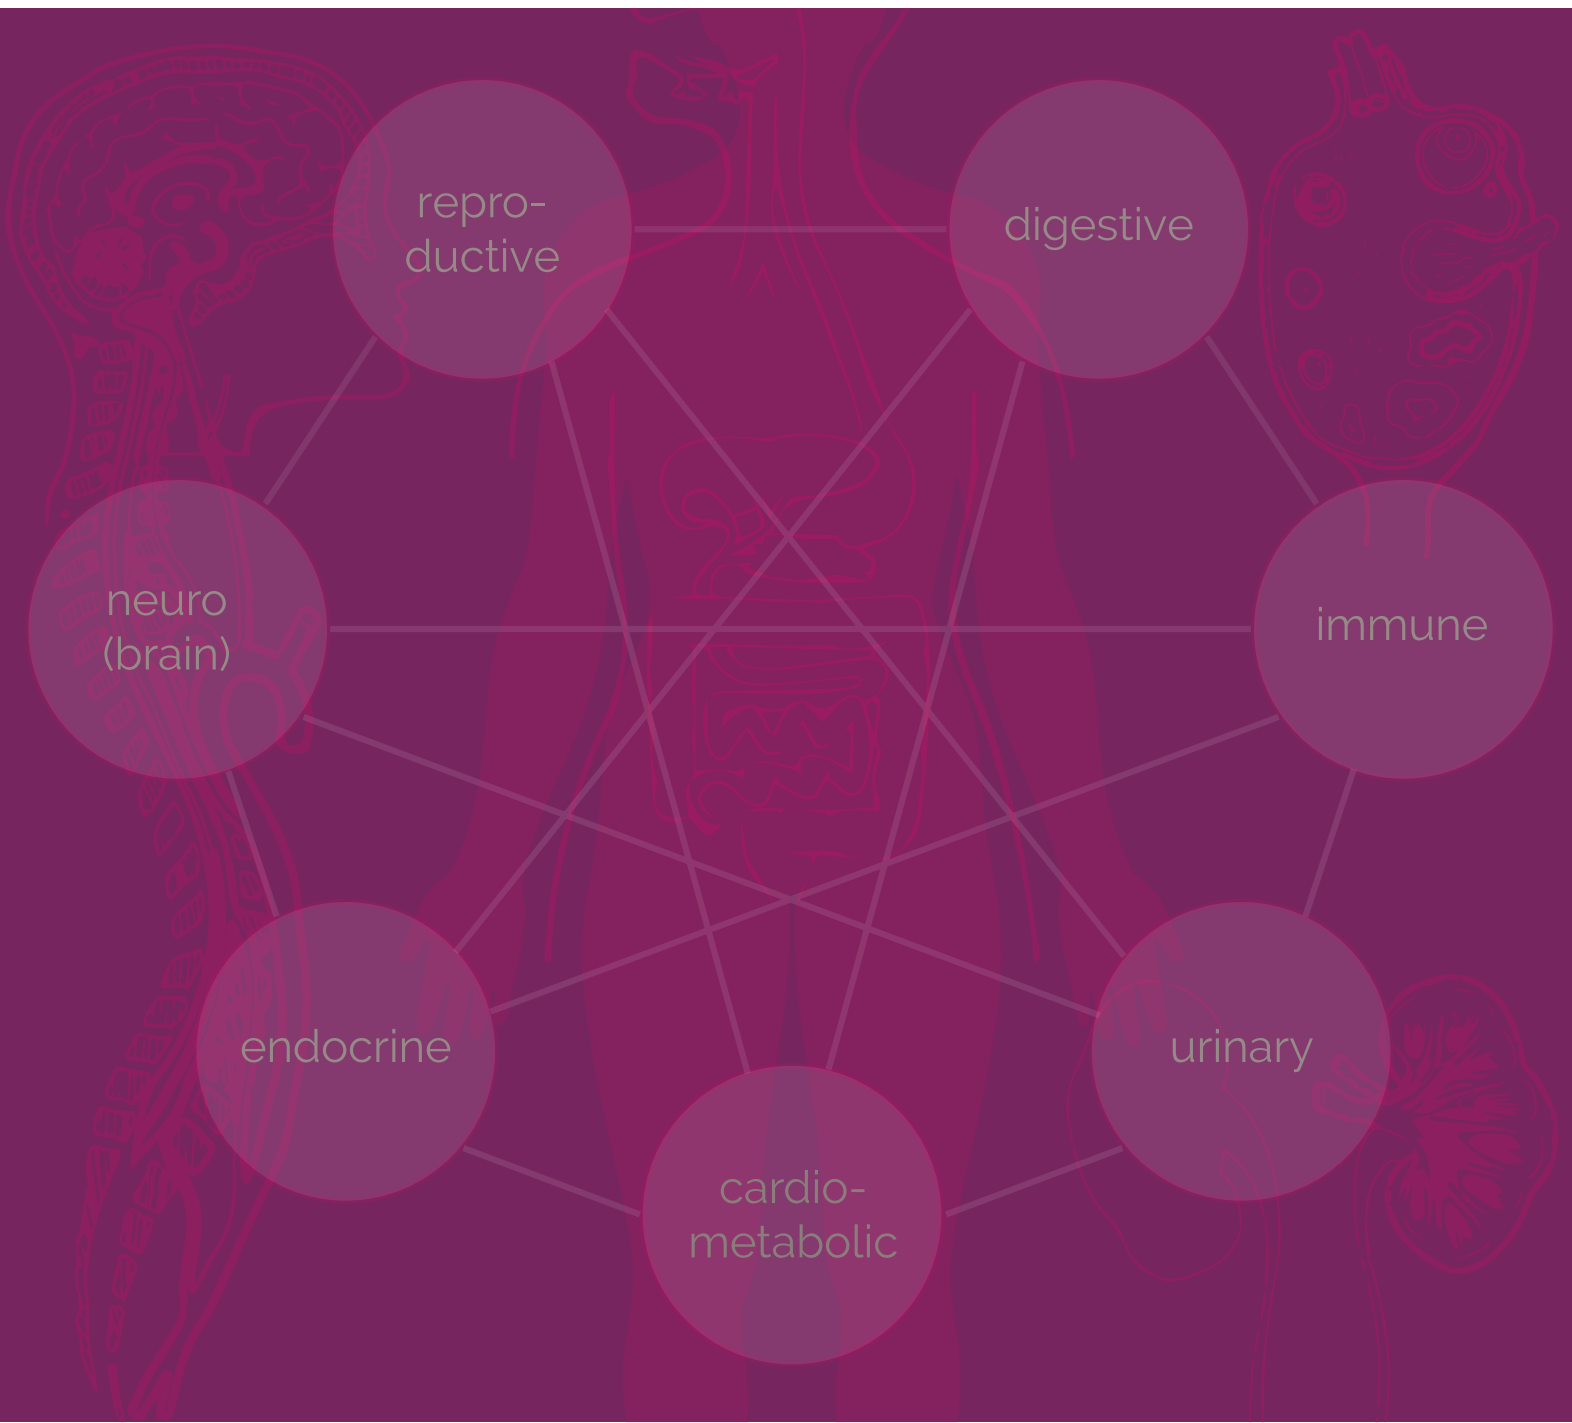 repro-
ductive
digestive
neuro
(brain)
immune
endocrine
urinary
cardio-
metabolic